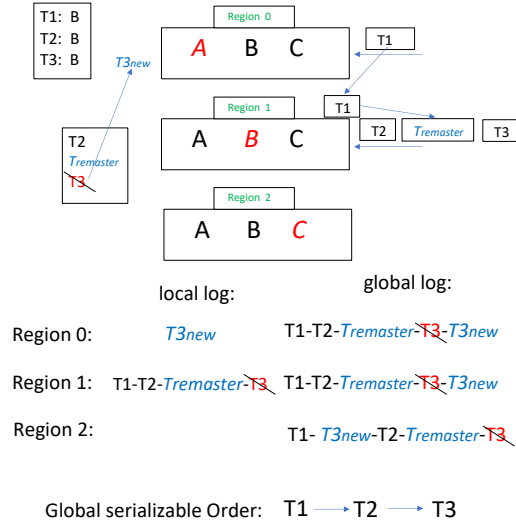 T1: B
T2: B
T3: B
Region 0
A B C
T1
T3new
Region 1
T1
A B C
T2
Tremaster
T3
T2
Tremaster
T3
Region 2
A B C
local log:
global log:
Region 0:
T3new
T1-T2-Tremaster-T3-T3new
Region 1:
T1-T2-Tremaster-T3
T1-T2-Tremaster-T3-T3new
Region 2:
T1- T3new-T2-Tremaster-T3
Global serializable Order: T1 T2 T3